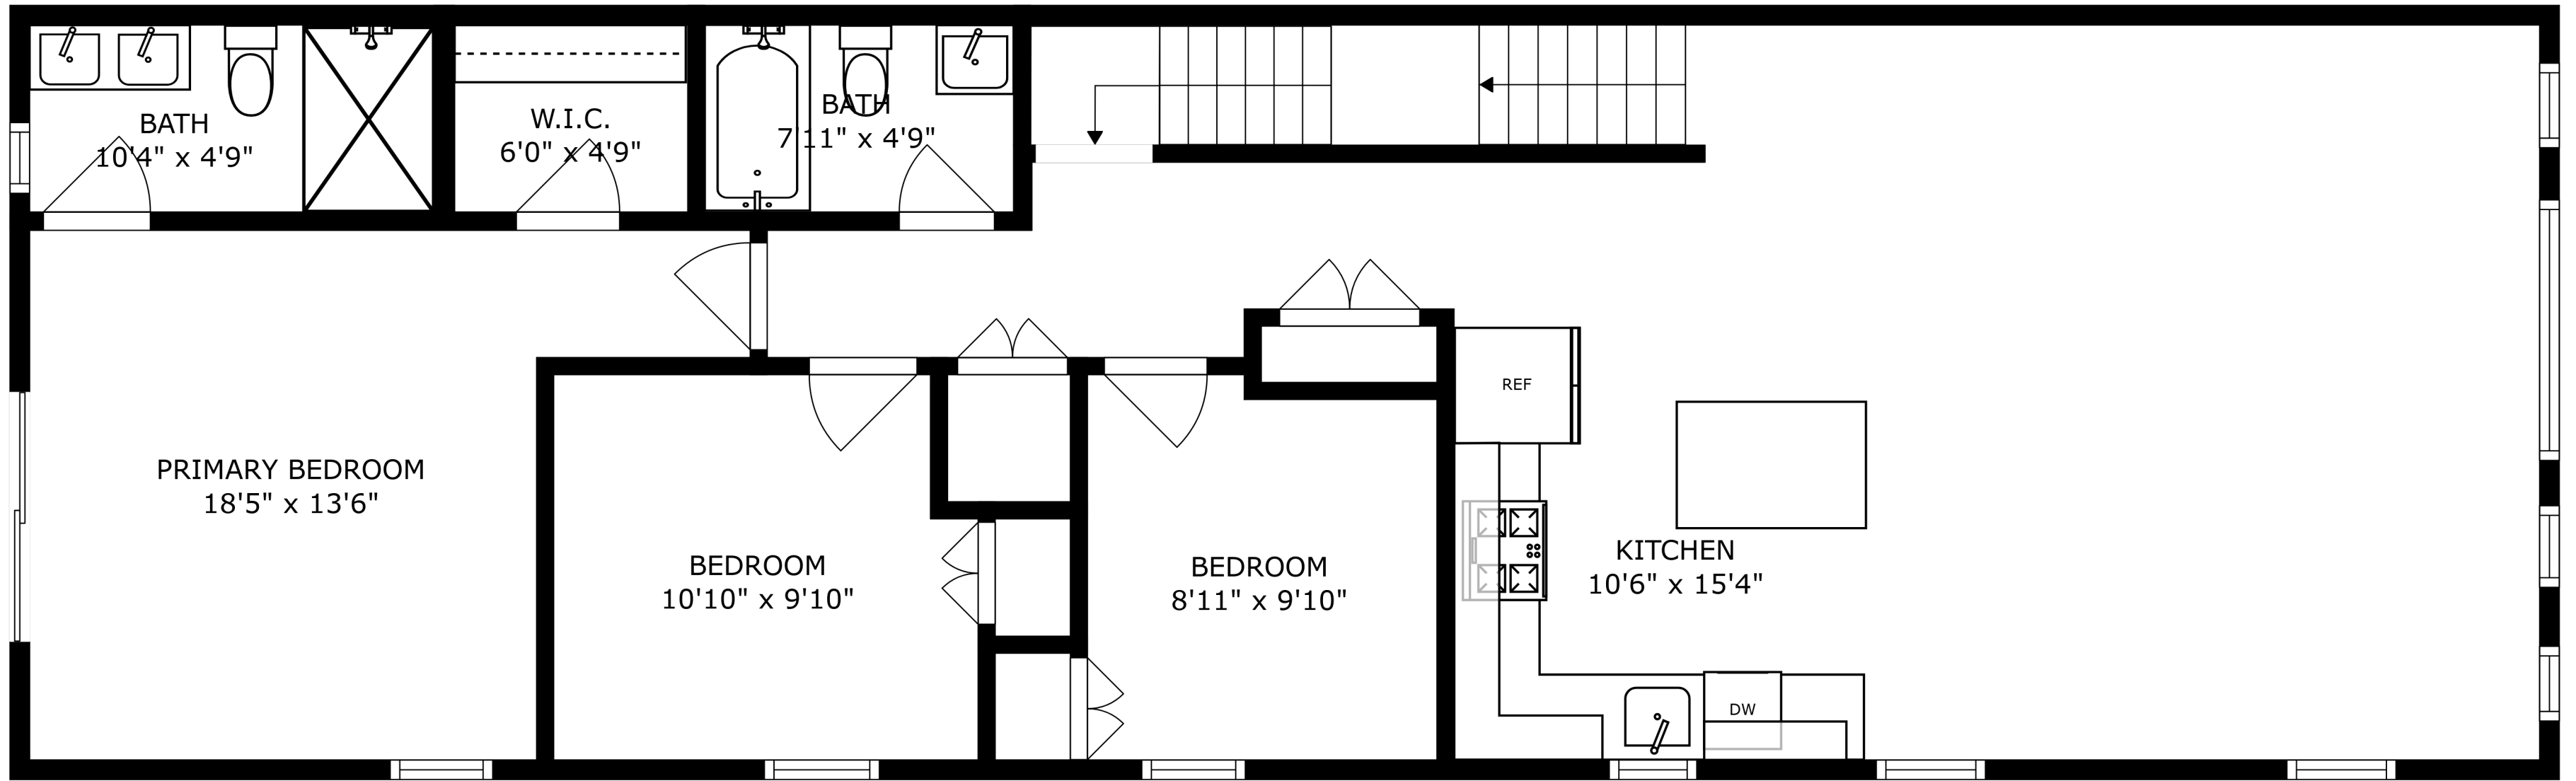 BATH
10'4" x 4'9"
W.I.C.
6'0" x 4'9"
BATH
7'11" x 4'9"
PRIMARY BEDROOM
18'5" x 13'6"
BEDROOM
10'10" x 9'10"
BEDROOM
8'11" x 9'10"
REF
KITCHEN
10'6" x 15'4"
DW